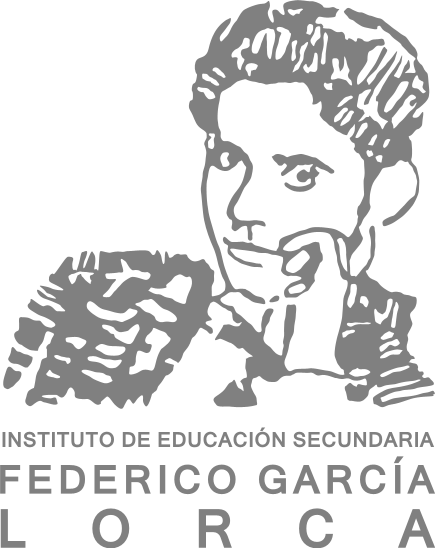 INSTITUTO DE EDUCACIÓN SECUNDARIA
FEDERICO GARCÍA
LORCA